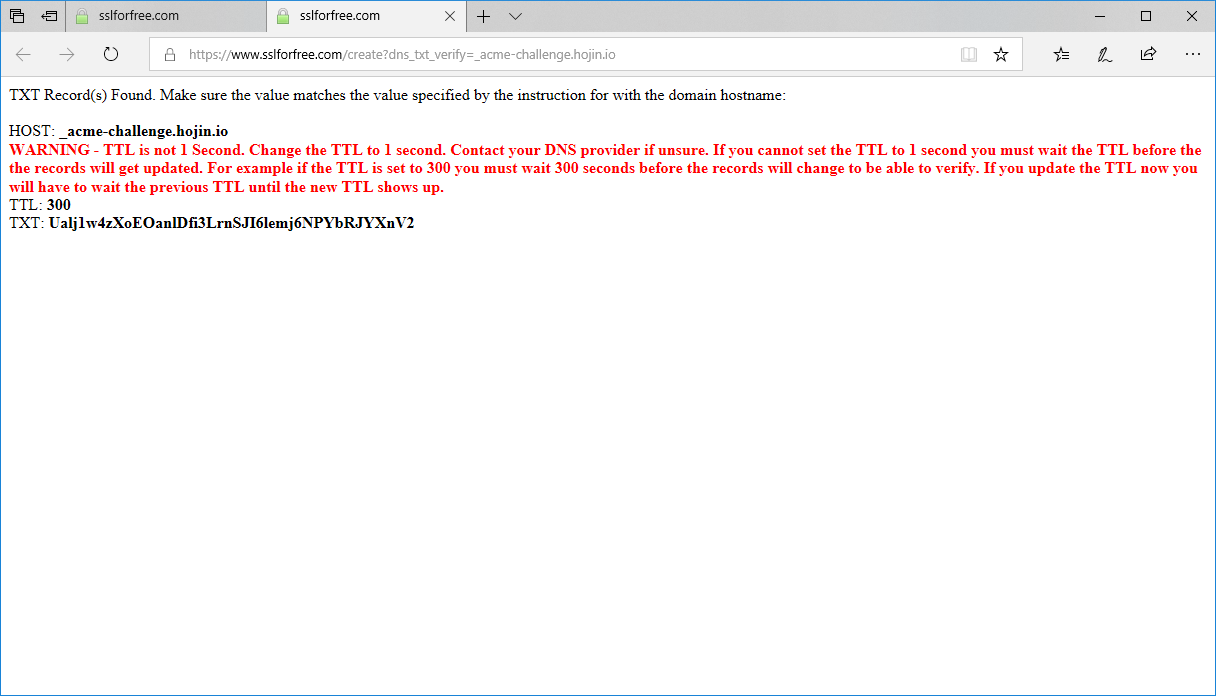 sslforfree.com
sslforfree.com
https://www.sslforfree.com/create?dns_txt_verify=_acme-challenge.hojin.io
TXT Record(s) Found. Make sure the value matches the value specified by the instruction for with the domain hostname:
HOST: _acme-challenge.hojin.io
WARNING - TTL is not 1 Second. Change the TTL to 1 second. Contact your DNS provider if unsure. If you cannot set the TTL to 1 second you must wait the TTL before the
the records will get updated. For example if the TTL is set to 300 you must wait 300 seconds before the records will change to be able to verify. If you update the TTL now you
will have to wait the previous TTL until the new TTL shows up.
TTL: 300
TXT: Ualj1w4zXoEOanlDfi3LrnSJI6lemj6NPYbRJYXnV2